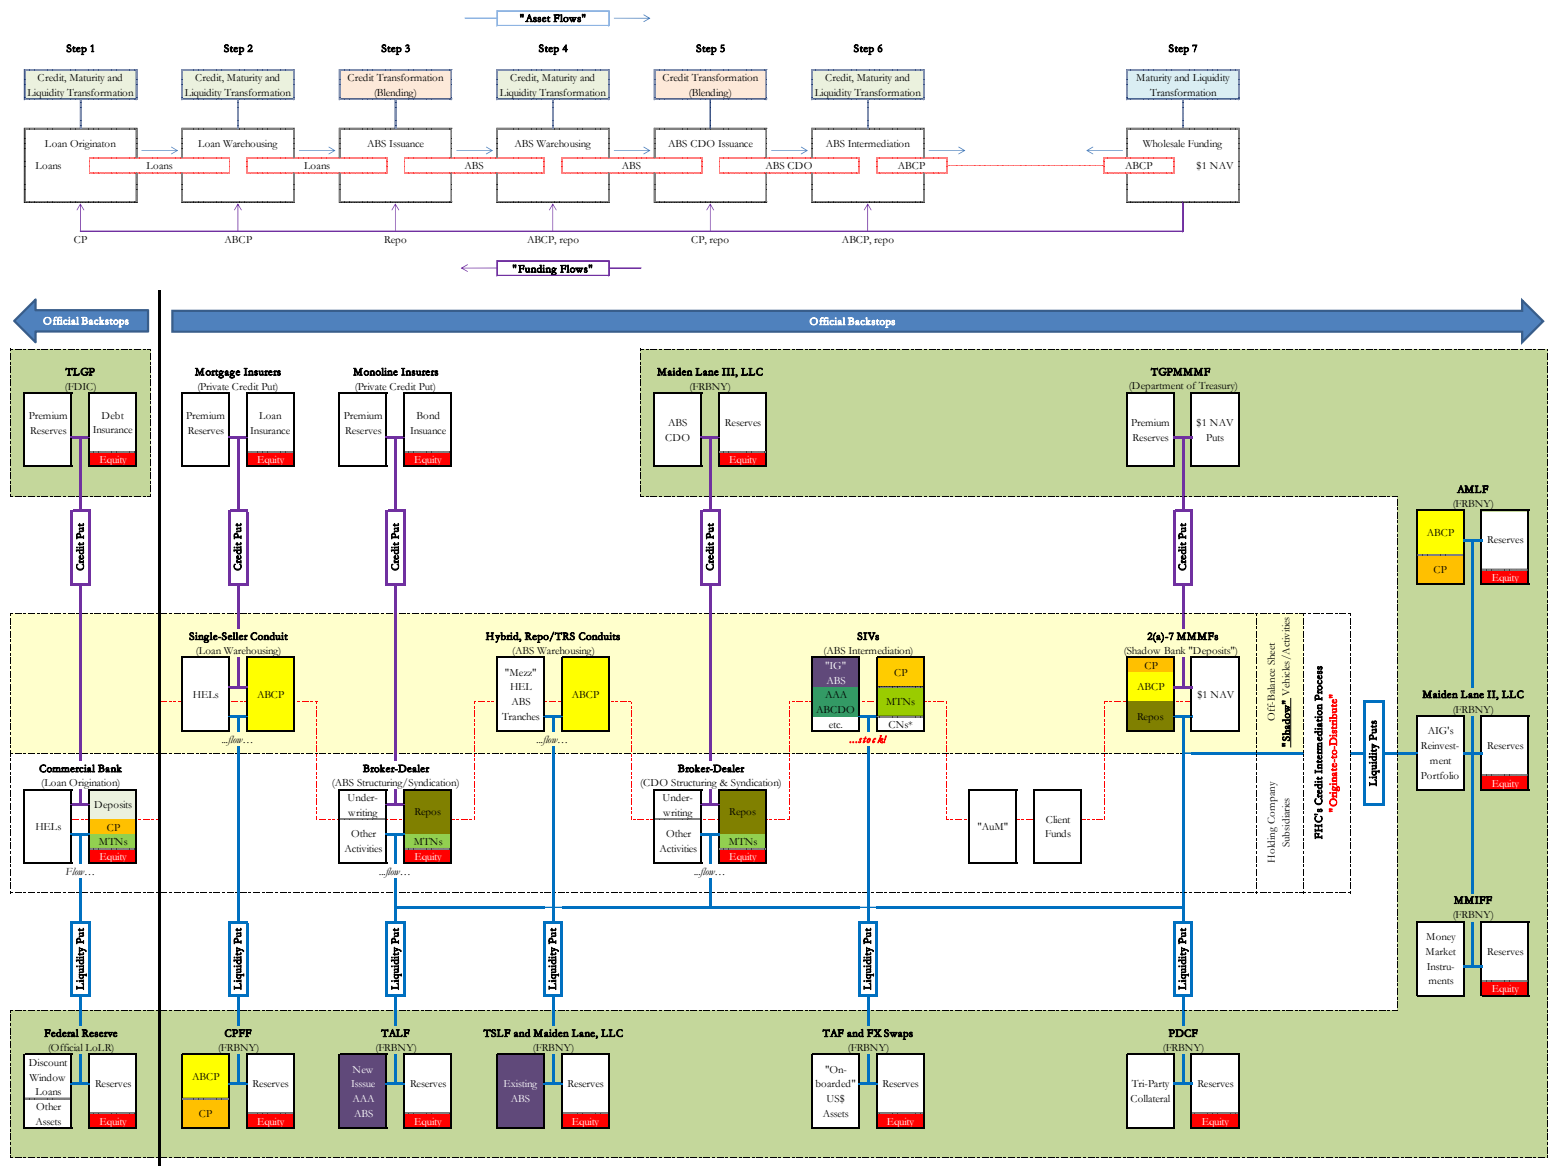 "Asset Flows"
Step 1
Step 2
Step 3
Step 4
Step 5
Step 6
Step 7
Credit, Maturity and
Liquidity Transformation
Credit, Maturity and
Liquidity Transformation
Credit Transformation
(Blending)
Credit, Maturity and
Liquidity Transformation
Credit Transformation
(Blending)
Credit, Maturity and
Liquidity Transformation
Maturity and Liquidity
Transformation
Loan Originaton
Loan Warehousing
ABS Issuance
ABS Warehousing
ABS CDO Issuance
ABS Intermediation
Wholesale Funding
Loans
Loans
Loans
ABS
ABS
ABS CDO
ABCP
ABCP
$1 NAV
CP
ABCP
Repo
ABCP, repo
CP, repo
ABCP, repo
"Funding Flows"
Official Backstops
Official Backstops
TLGP
(FDIC)
Premium
Reserves
Debt
Insurance
Equity
Mortgage Insurers
(Private Credit Put)
Premium
Reserves
Loan
Insurance
Equity
Monoline Insurers
(Private Credit Put)
Premium
Reserves
Bond
Insuance
Equity
Maiden Lane III, LLC
(FRBNY)
ABS
CDO
Reserves
Equity
TGPMMMF
(Department of Treasury)
Premium
Reserves
$1 NAV
Puts
AMLF
(FRBNY)
ABCP
CP
Reserves
Equity
Credit Put
Credit Put
Credit Put
Credit Put
Credit Put
Single-Seller Conduit
(Loan Warehousing)
HELs
ABCP
...flow...
Hybrid, Repo/TRS Conduits
(ABS Warehousing)
"Mezz"
HEL
ABS
Tranches
ABCP
...flow...
SIVs
(ABS Intermediation)
"IG"
ABS
AAA
ABCDO
etc.
CP
MTNs
CNs*
...stock!
2(a)-7 MMMFs
(Shadow Bank "Deposits")
CP
ABCP
Repos
$1 NAV
Off-Balance Sheet
"Shadow" Vehicles/Activities
Holding Company
Subsidiaries
FHC's Credit Intermediation Process
"Originate-to-Distribute"
Liquidity Puts
Maiden Lane II, LLC
(FRBNY)
AIG's
Reinvest-
ment
Portfolio
Reserves
Equity
Commercial Bank
(Loan Origination)
HELs
Deposits
CP
MTNs
Equity
Flow...
Broker-Dealer
(ABS Structuring/Syndication)
Under-
writing
Other
Activities
Repos
MTNs
Equity
...flow...
Broker-Dealer
(CDO Structuring & Syndication)
Under-
writing
Other
Activities
Repos
MTNs
Equity
...flow...
"AuM"
Client
Funds
MMIFF
(FRBNY)
Money
Market
Instru-
ments
Reserves
Equity
Liquidity Put
Liquidity Put
Liquidity Put
Liquidity Put
Liquidity Put
Liquidity Put
Federal Reserve
(Official LoLR)
Discount
Window
Loans
Other
Assets
Reserves
Equity
CPFF
(FRBNY)
ABCP
CP
Reserves
Equity
TALF
(FRBNY)
New
Isssue
AAA
ABS
Reserves
Equity
TSLF and Maiden Lane, LLC
(FRBNY)
Existing
ABS
Reserves
Equity
TAF and FX Swaps
(FRBNY)
"On-
boarded"
US$
Assets
Reserves
Equity
PDCF
(FRBNY)
Tri-Party
Collateral
Reserves
Equity